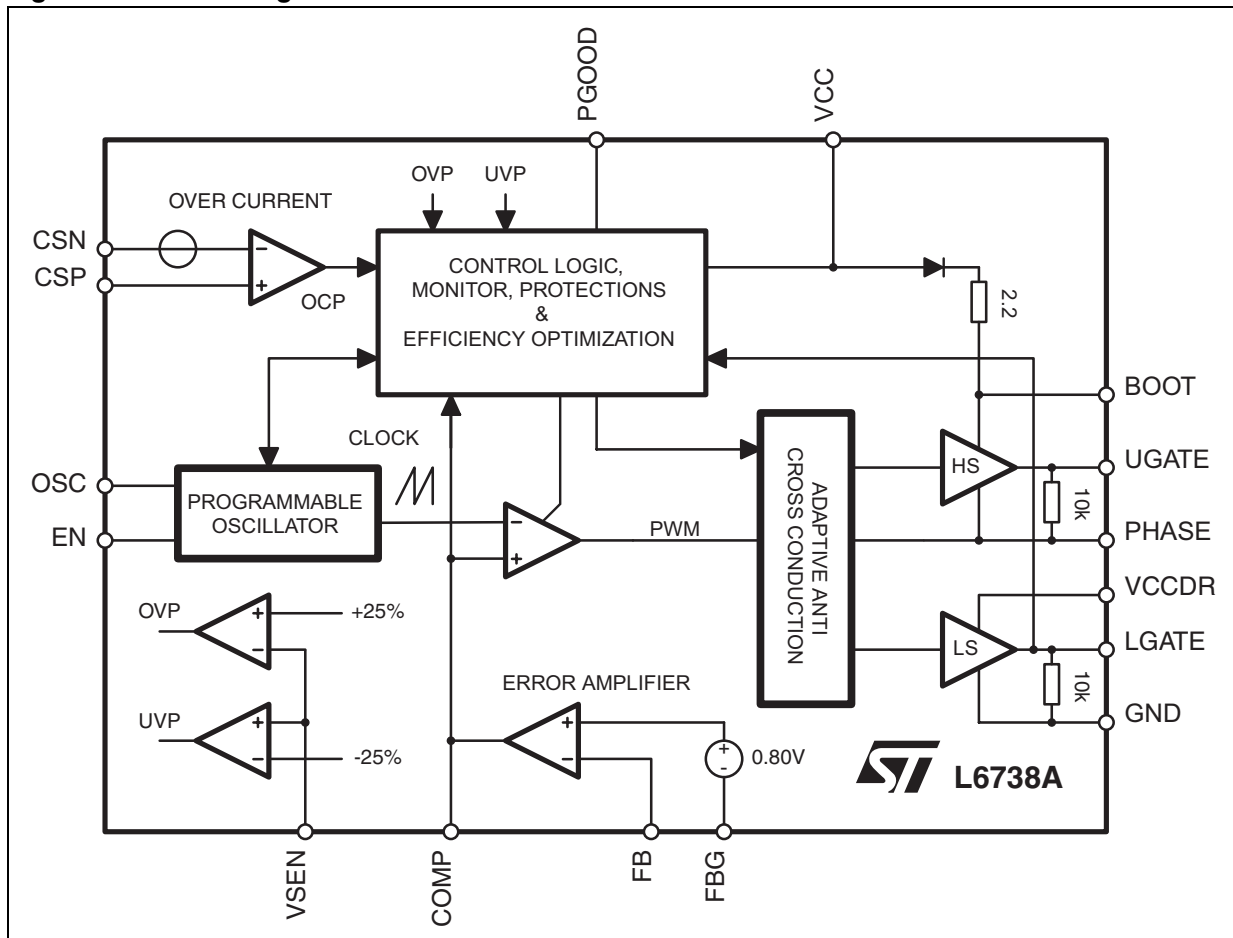 PGOOD
VCC
OVP
UVP
OVER CURRENT
CSN
CSP
-
+
OCP
CONTROL LOGIC,
MONITOR, PROTECTIONS
&
EFFICIENCY OPTIMIZATION
2.2
BOOT
CLOCK
OSC
EN
PROGRAMMABLE
OSCILLATOR
-
+
PWM
ADAPTIVE ANTI
CROSS CONDUCTION
HS
UGATE
10k
PHASE
VCCDR
LS
LGATE
10k
GND
OVP
+
-
+25%
UVP
+
-
-25%
ERROR AMPLIFIER
+
-
+
-
0.80V
ST L6738A
VSEN
COMP
FB
FBG